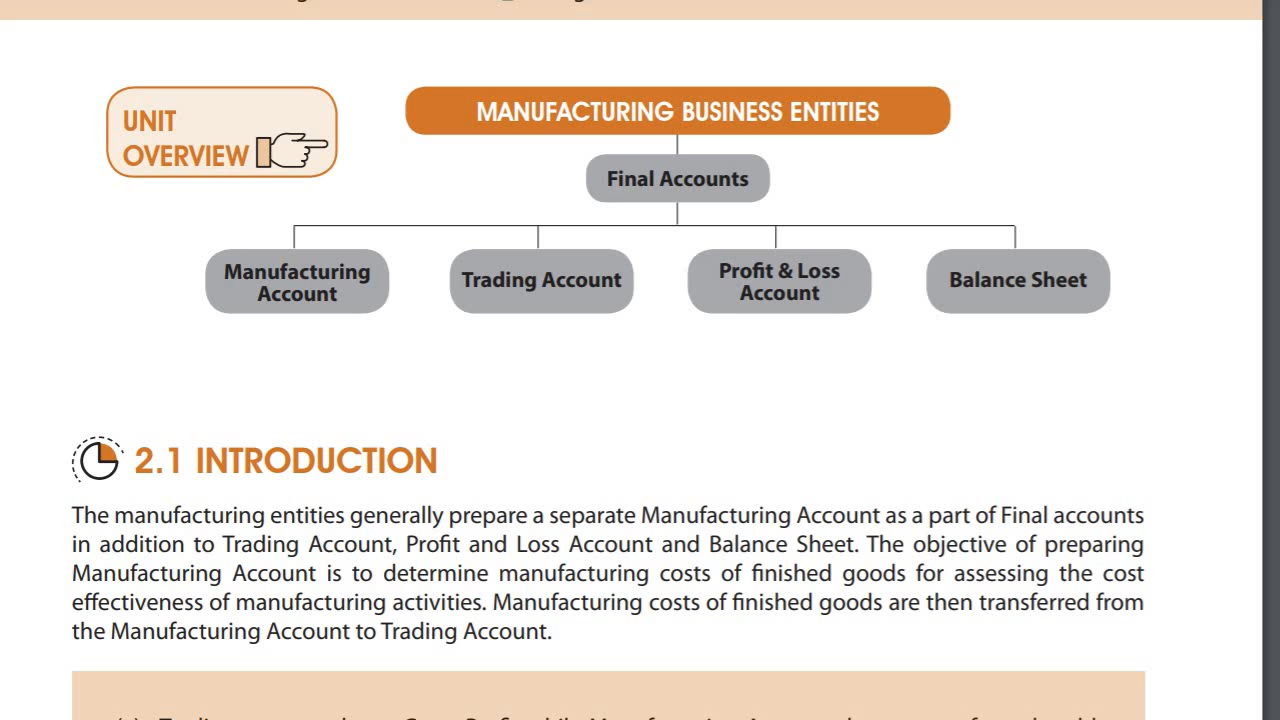 UNIT
OVERVIEW
MANUFACTURING BUSINESS ENTITIES
Final Accounts
Manufacturing
Account
Trading Account
Profit & Loss
Account
Balance Sheet
2.1 INTRODUCTION
The manufacturing entities generally prepare a separate Manufacturing Account as a part of Final accounts
in addition to Trading Account, Profit and Loss Account and Balance Sheet. The objective of preparing
Manufacturing Account is to determine manufacturing costs of finished goods for assessing the cost
effectiveness of manufacturing activities. Manufacturing costs of finished goods are then transferred from
the Manufacturing Account to Trading Account.